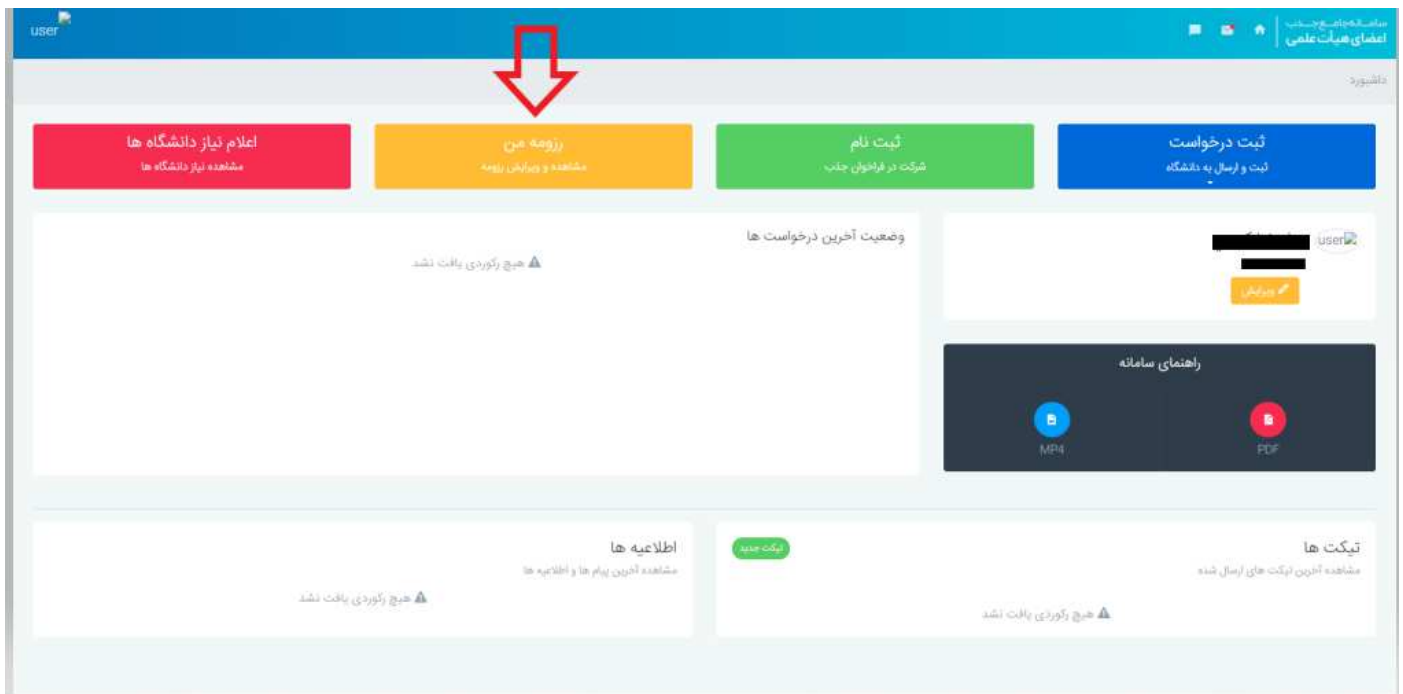 سامانه جامع جذب
اعضای هیأت علمی
user
داشبورد
ثبت درخواست
ثبت و ارسال به دانشگاه
ثبت نام
شرکت در فراخوان جذب
رزومه من
مشاهده و ویرایش رزومه
اعلام نیاز دانشگاه ها
مشاهده نیاز دانشگاه ها
user
ویرایش
وضعیت آخرین درخواست ها
هیچ رکوردی یافت نشد
راهنمای سامانه
PDF
MP4
تیکت ها
تیکت جدید
مشاهده آخرین تیکت های ارسال شده
هیچ رکوردی یافت نشد
اطلاعیه ها
مشاهده آخرین پیام ها و اطلاعیه ها
هیچ رکوردی یافت نشد